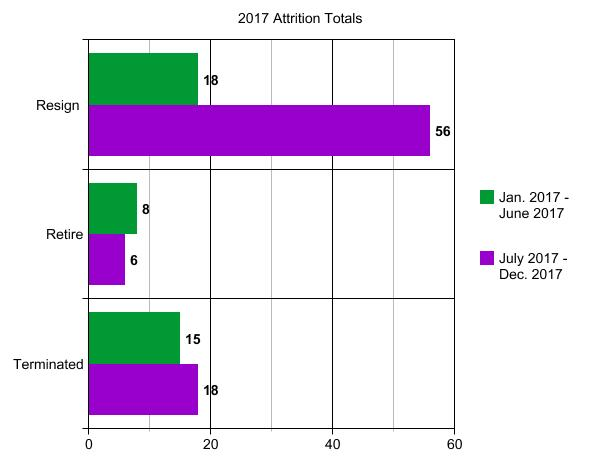 2017 Attrition Totals
Resign
18
56
Retire
8
6
Terminated
15
18
0 20 40 60
Jan. 2017 -
June 2017
July 2017 -
Dec. 2017